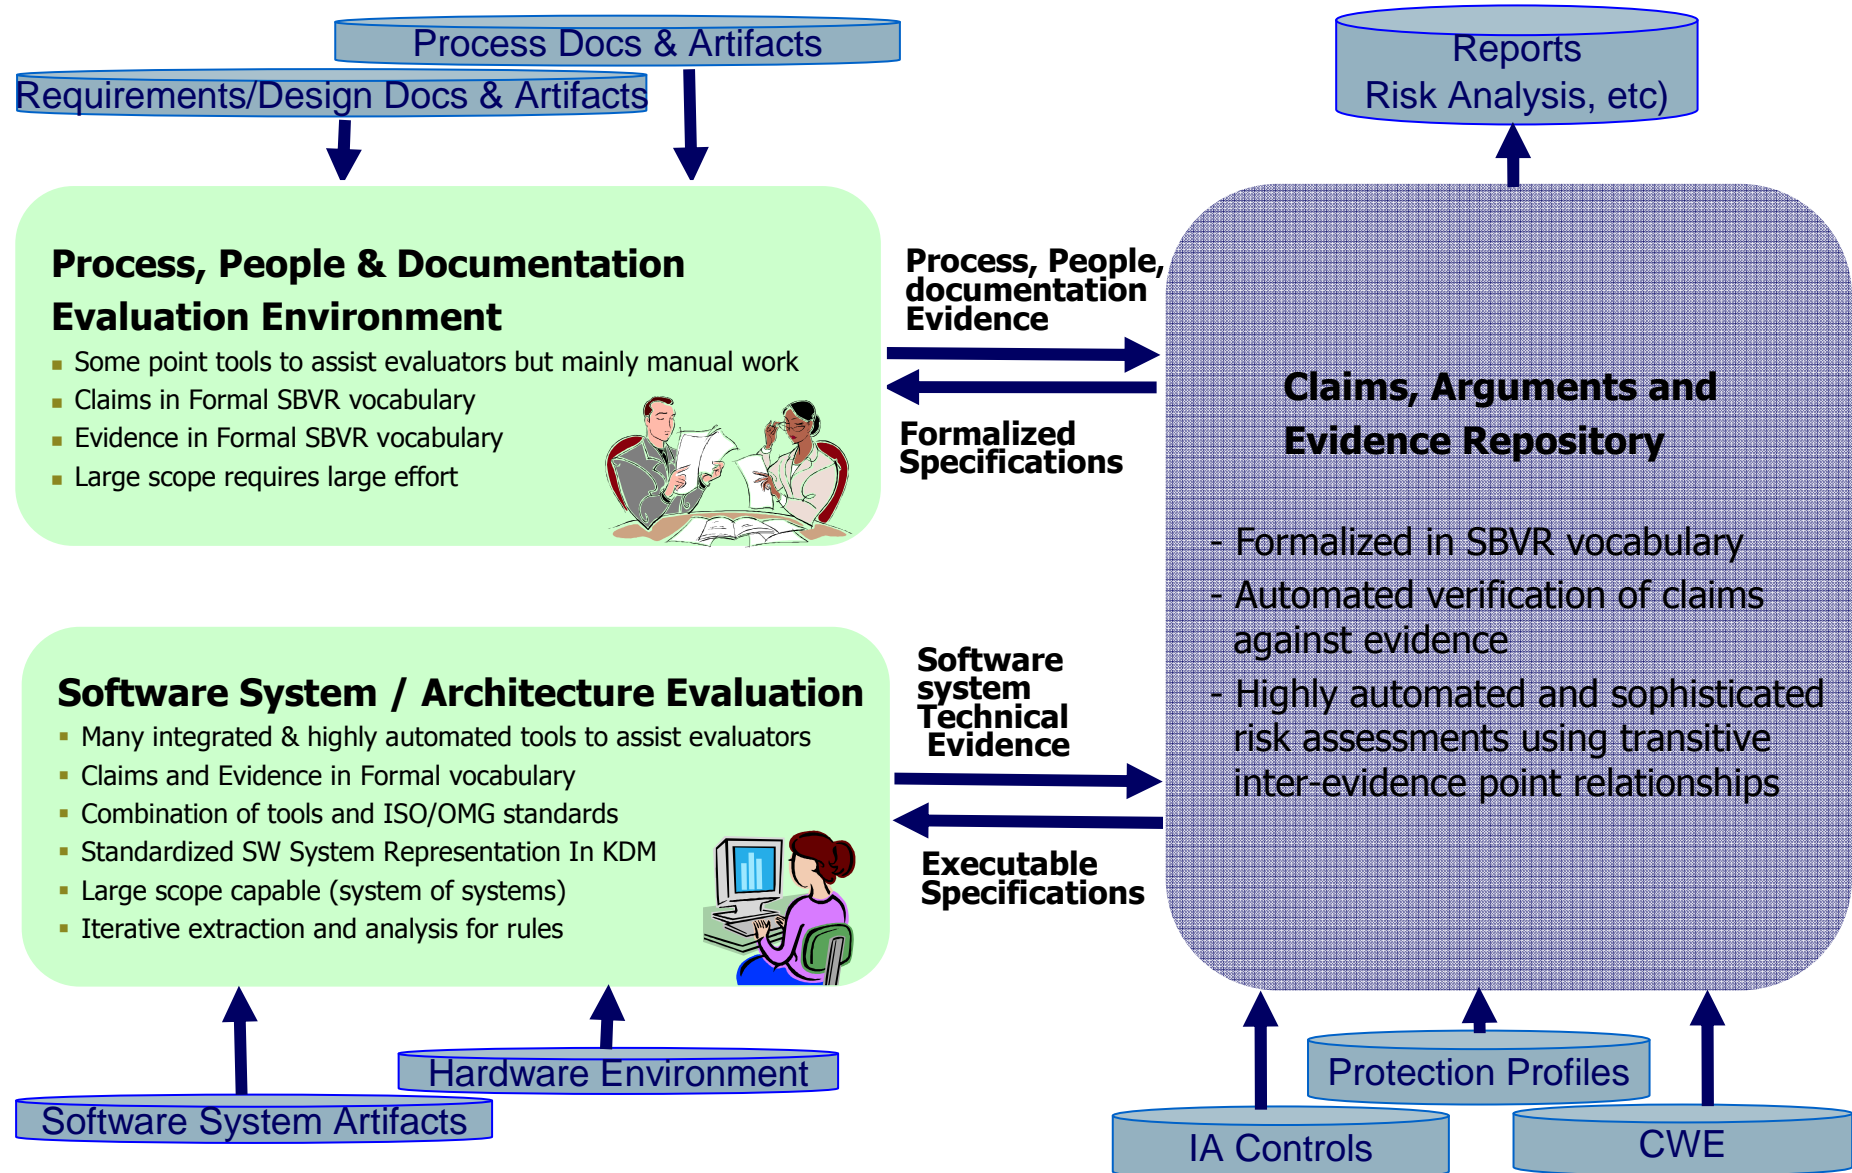 Process Docs & Artifacts
Requirements/Design Docs & Artifacts
Reports
Risk Analysis, etc)
Process, People & Documentation
Evaluation Environment
Some point tools to assist evaluators but mainly manual work
Claims in Formal SBVR vocabulary
Evidence in Formal SBVR vocabulary
Large scope requires large effort
Process, People,
documentation
Evidence
Formalized
Specifications
Claims, Arguments and
Evidence Repository
- Formalized in SBVR vocabulary
- Automated verification of claims
against evidence
- Highly automated and sophisticated
risk assessments using transitive
inter-evidence point relationships
Software System / Architecture Evaluation
Many integrated & highly automated tools to assist evaluators
Claims and Evidence in Formal vocabulary
Combination of tools and ISO/OMG standards
Standardized SW System Representation In KDM
Large scope capable (system of systems)
Iterative extraction and analysis for rules
Software
system
Technical
Evidence
Executable
Specifications
Hardware Environment
Software System Artifacts
Protection Profiles
IA Controls
CWE